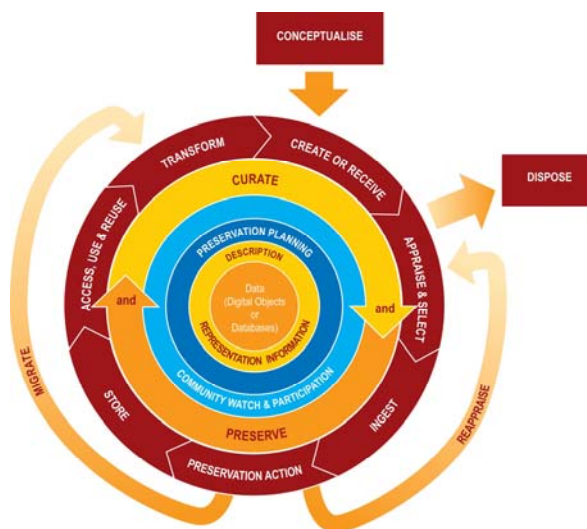 CONCEPTUALISE
CREATE OR RECEIVE
DISPOSE
APPRAISE & SELECT
REAPPRAISE
INGEST
PRESERVATION ACTION
STORE
MIGRATE
ACCESS, USE & REUSE
TRANSFORM
CURATE
and
PRESERVE
and
COMMUNITY WATCH & PARTICIPATION
PRESERVATION PLANNING
DESCRIPTION
REPRESENTATION INFORMATION
Data
(Digital Objects
or
Databases)